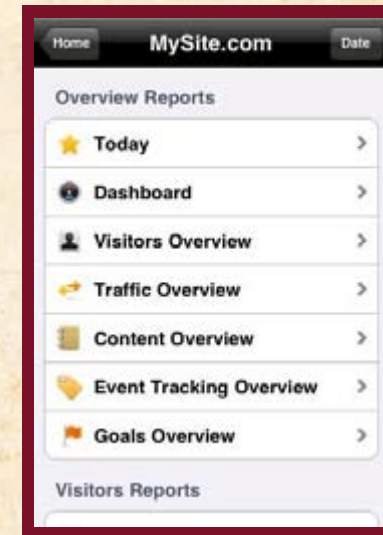 Home MySite.com Date
Overview Reports
Today
Dashboard
Visitors Overview
Traffic Overview
Content Overview
Event Tracking Overview
Goals Overview
Visitors Reports